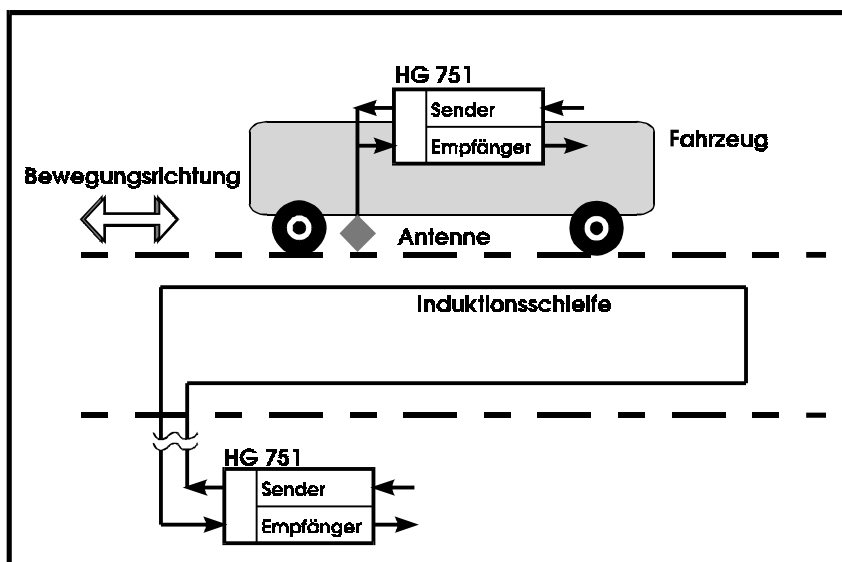 HG 751
Sender
Empfänger
Fahrzeug
Bewegungsrichtung
Antenne
Induktionsschleife
HG 751
Sender
Empfänger